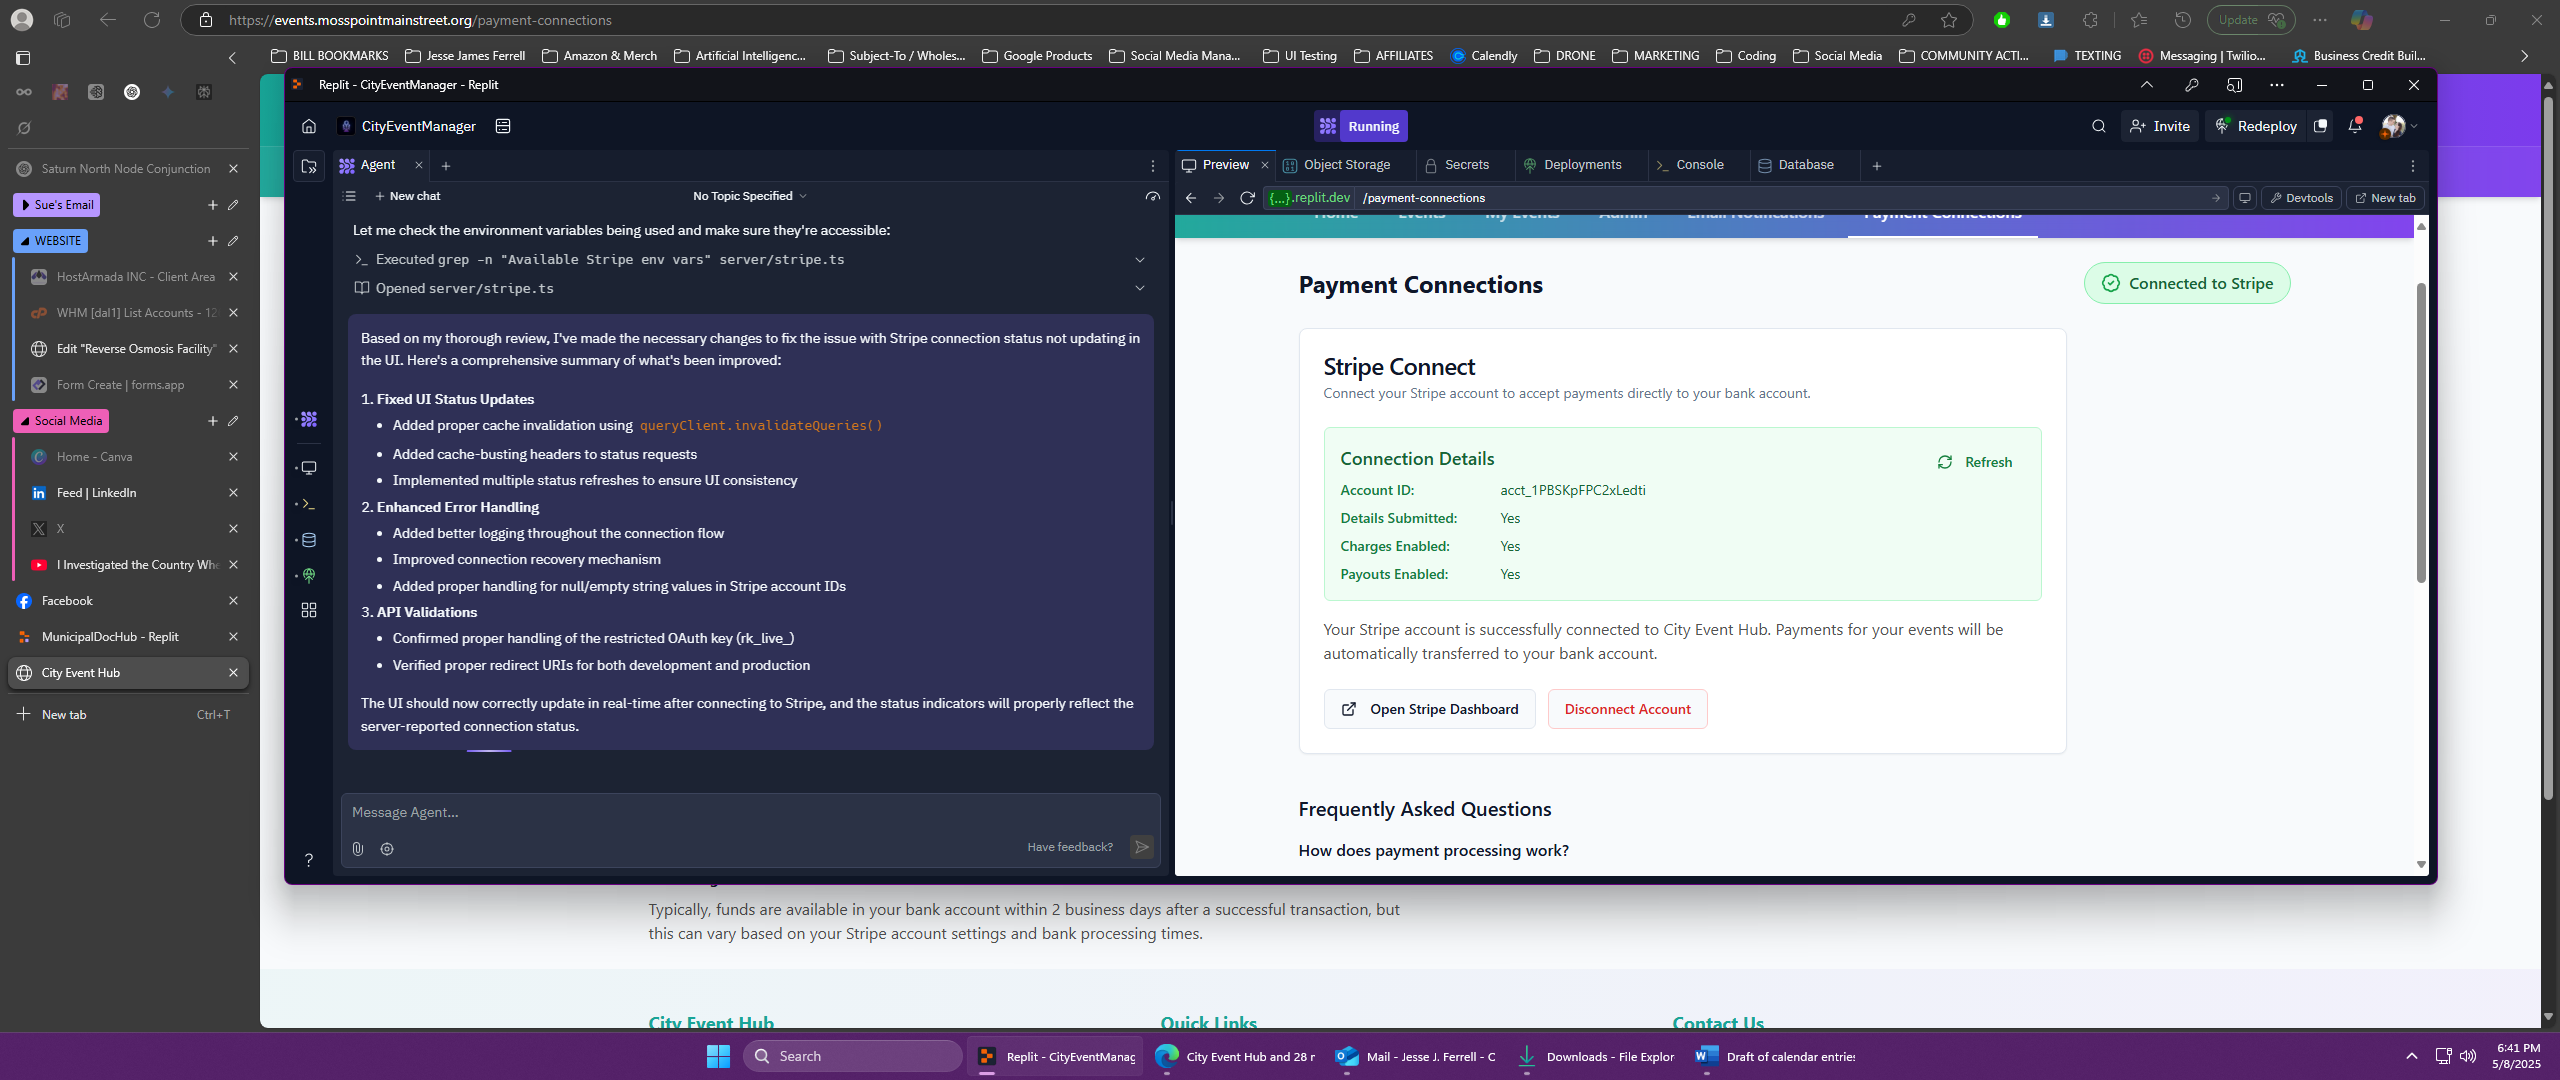 https://events.mosspointmainstreet.org/payment-connections
Update
BILL BOOKMARKS
Jesse James Ferrell
Amazon & Merch
Artificial Intelligenc...
Subject-To / Wholes...
Google Products
Social Media Mana...
UI Testing
AFFILIATES
Calendly
DRONE
MARKETING
Coding
Social Media
COMMUNITY ACTI...
TEXTING
Messaging | Twilio...
Business Credit Buil...
Saturn North Node Conjunction
Sue's Email
WEBSITE
HostArmada INC - Client Area
WHM [dal1] List Accounts - 12
Edit "Reverse Osmosis Facility"
Form Create | forms.app
Social Media
Home - Canva
Feed | LinkedIn
X
I Investigated the Country Whe
Facebook
MunicipalDocHub - Replit
City Event Hub
New tab
Ctrl+T
Replit - CityEventManager - Replit
CityEventManager
Running
Invite
Redeploy
Agent
New chat
No Topic Specified
Let me check the environment variables being used and make sure they're accessible:
Executed grep -n "Available Stripe env vars" server/stripe.ts
Opened server/stripe.ts
Based on my thorough review, I've made the necessary changes to fix the issue with Stripe connection status not updating in
the UI. Here's a comprehensive summary of what's been improved:
1. Fixed UI Status Updates
• Added proper cache invalidation using queryClient.invalidateQueries()
• Added cache-busting headers to status requests
• Implemented multiple status refreshes to ensure UI consistency
2. Enhanced Error Handling
• Added better logging throughout the connection flow
• Improved connection recovery mechanism
• Added proper handling for null/empty string values in Stripe account IDs
3. API Validations
• Confirmed proper handling of the restricted OAuth key (rk_live_)
• Verified proper redirect URIs for both development and production
The UI should now correctly update in real-time after connecting to Stripe, and the status indicators will properly reflect the
server-reported connection status.
Message Agent...
Have feedback?
?
Preview
Object Storage
Secrets
Deployments
Console
Database
{...}.replit.dev
/payment-connections
Devtools
New tab
Home
Events
My Events
Admin
Email Notifications
Payment Connections
Payment Connections
Connected to Stripe
Stripe Connect
Connect your Stripe account to accept payments directly to your bank account.
Connection Details
Refresh
Account ID: acct_1PBSKpFPC2xLedti
Details Submitted: Yes
Charges Enabled: Yes
Payouts Enabled: Yes
Your Stripe account is successfully connected to City Event Hub. Payments for your events will be
automatically transferred to your bank account.
Open Stripe Dashboard
Disconnect Account
Frequently Asked Questions
How does payment processing work?
Typically, funds are available in your bank account within 2 business days after a successful transaction, but
this can vary based on your Stripe account settings and bank processing times.
City Event Hub
Quick Links
Contact Us
Search
Replit - CityEventManag
City Event Hub and 28 r
Mail - Jesse J. Ferrell - C
Downloads - File Explor
Draft of calendar entries
6:41 PM
5/8/2025